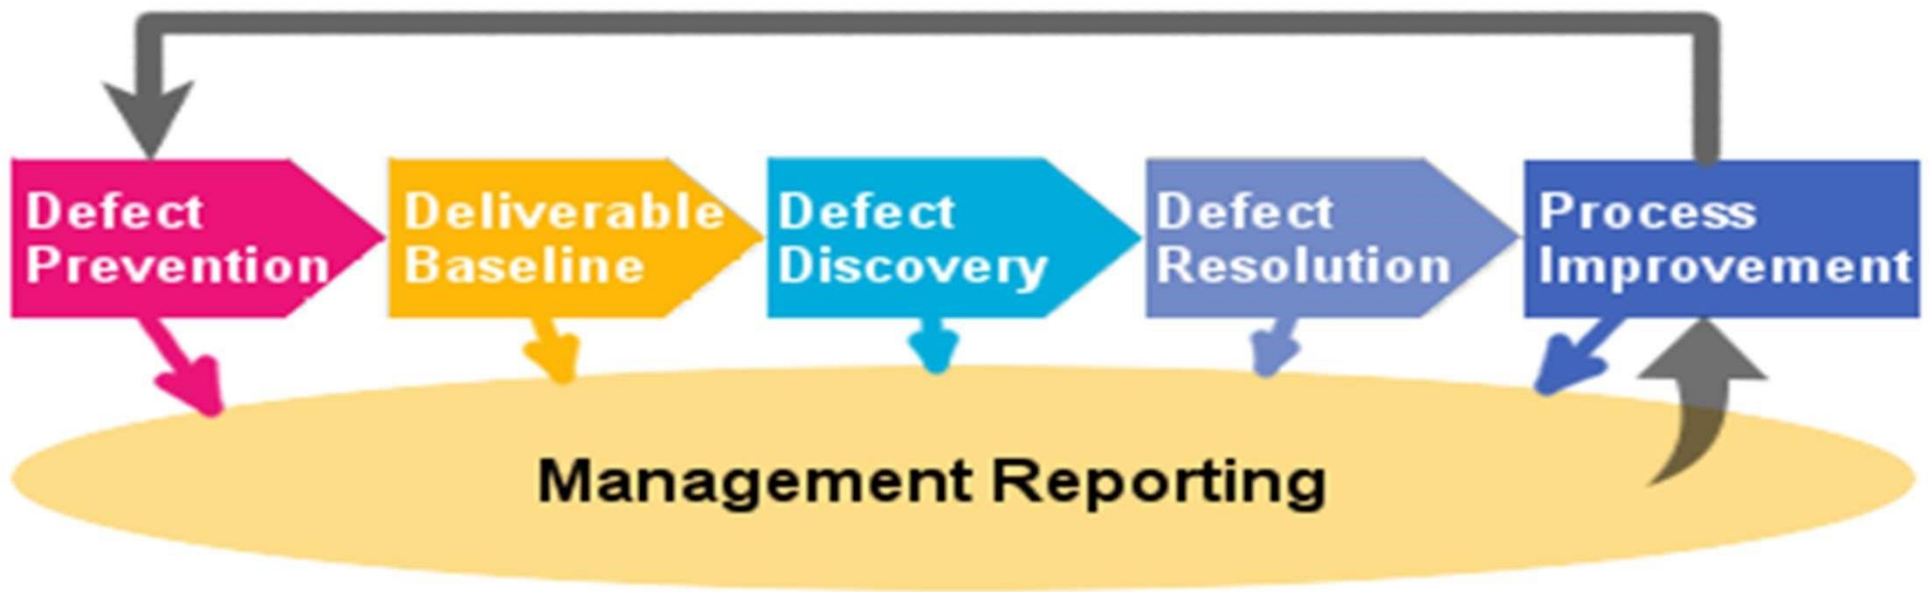 Defect
Prevention
Deliverable
Baseline
Defect
Discovery
Defect
Resolution
Process
Improvement
Management Reporting